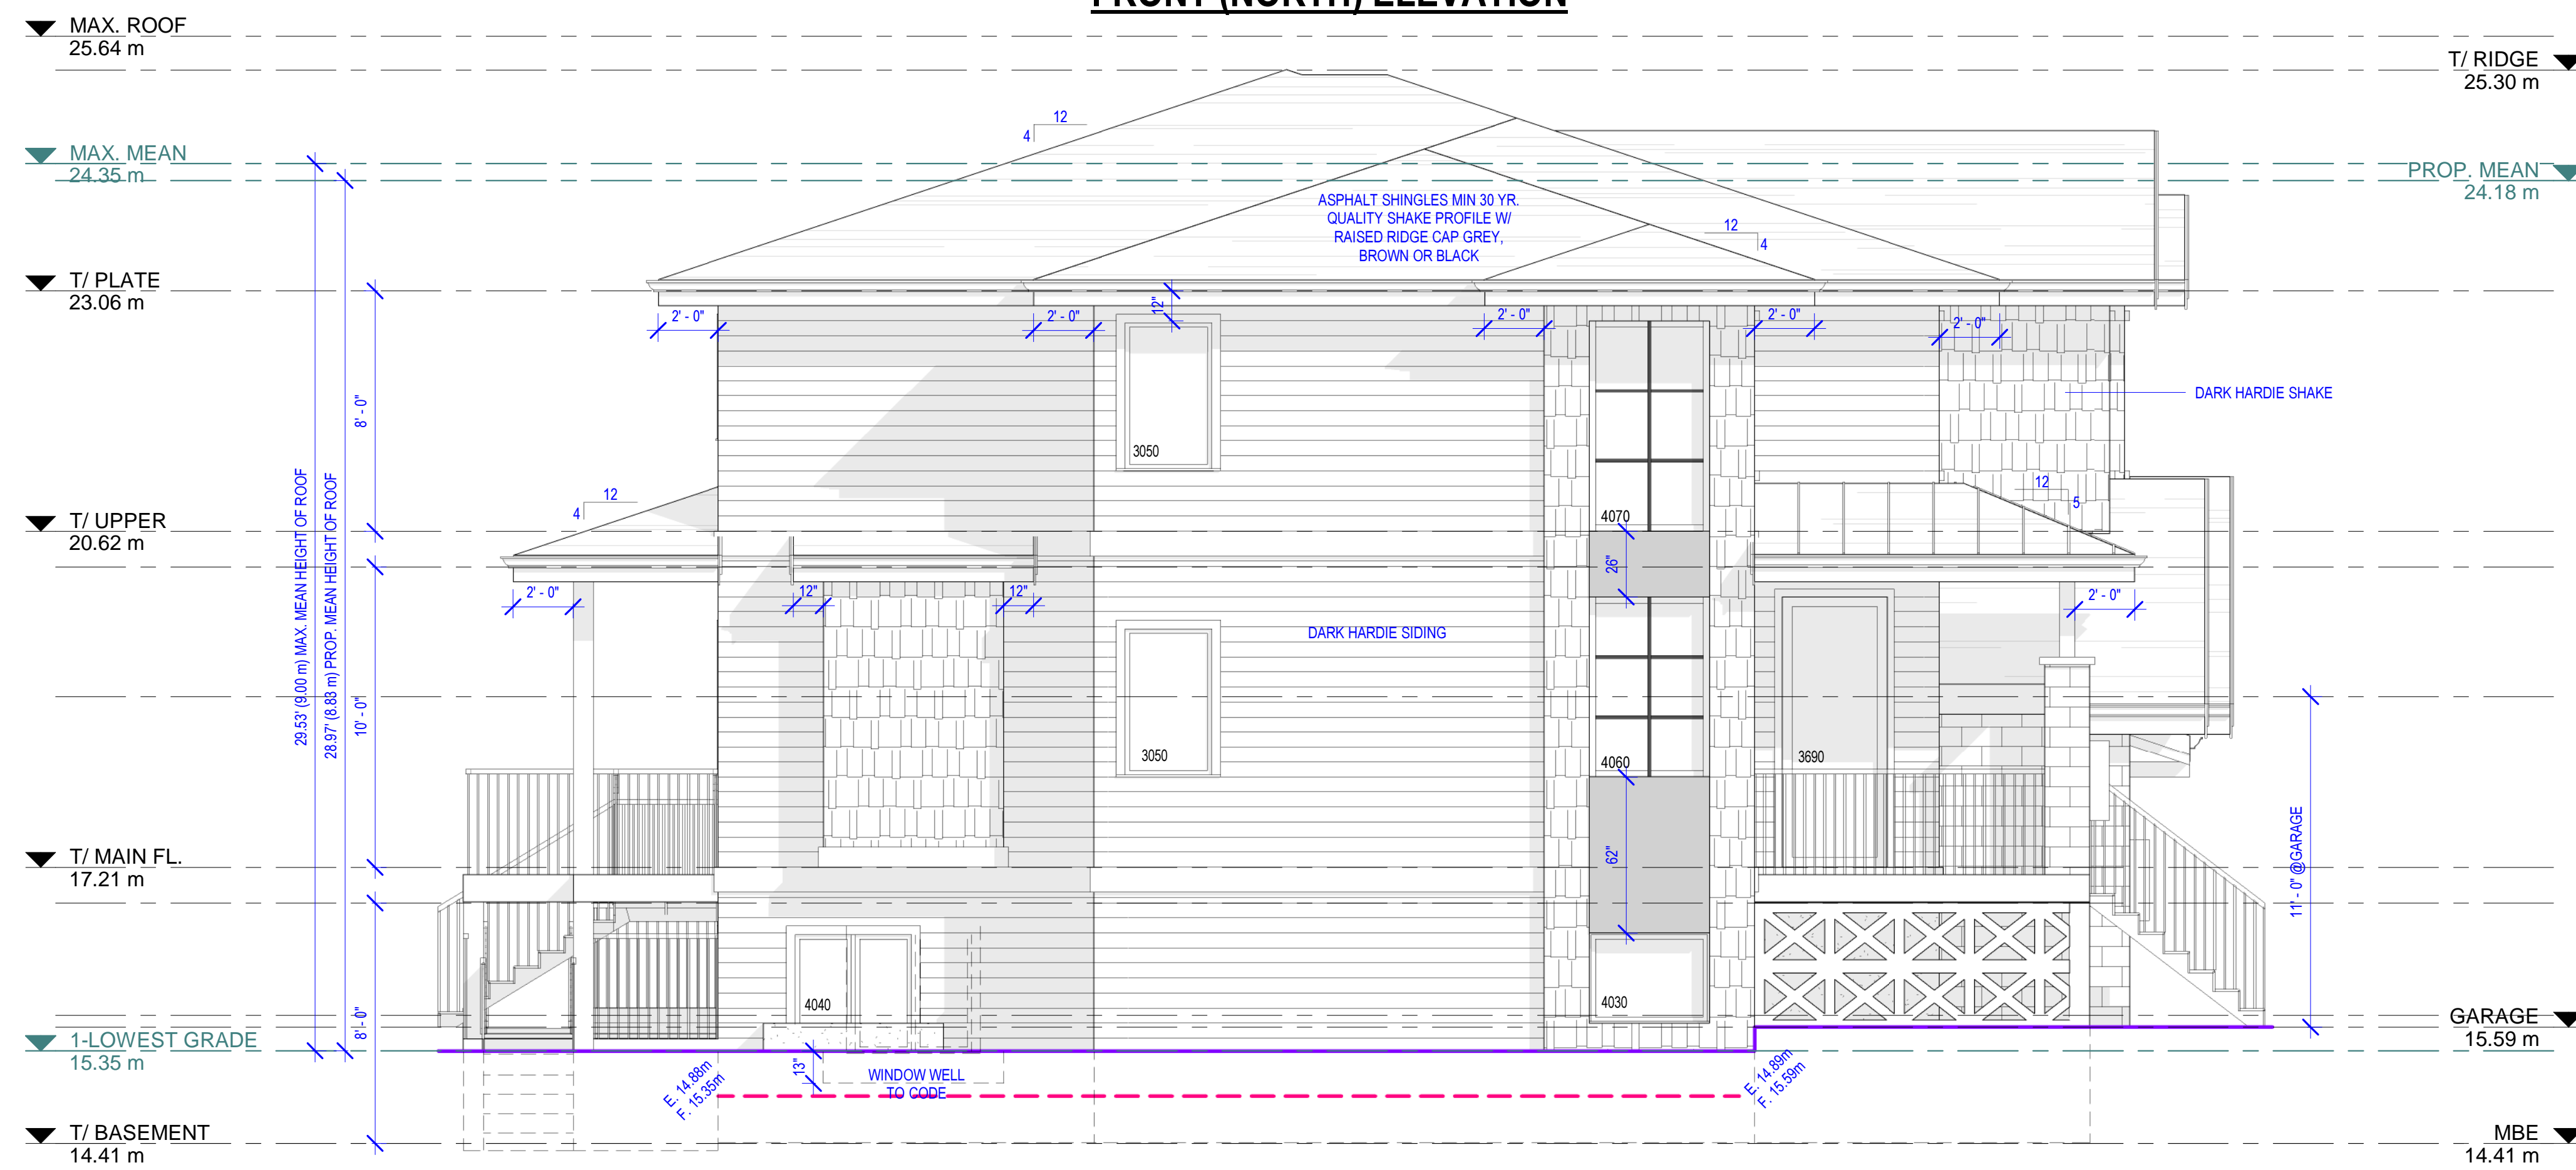 FRONT (NORTH) ELEVATION
MAX. ROOF
25.64 m
T/ RIDGE
25.30 m
12
4
MAX. MEAN
24.35 m
PROP. MEAN
24.18 m
ASPHALT SHINGLES MIN 30 YR.
QUALITY SHAKE PROFILE W/
RAISED RIDGE CAP GREY,
BROWN OR BLACK
12
4
T/ PLATE
23.06 m
2' - 0"
2' - 0"
12"
2' - 0"
2' - 0"
2' - 0"
DARK HARDIE SHAKE
8' - 0"
3050
12
4
12
5
T/ UPPER
20.62 m
4070
26"
29.53' (9.00 m) MAX. MEAN HEIGHT OF ROOF
28.97' (8.83 m) PROP. MEAN HEIGHT OF ROOF
2' - 0"
12"
12"
2' - 0"
DARK HARDIE SIDING
10' - 0"
3050
4060
3690
62"
11' - 0" @GARAGE
T/ MAIN FL.
17.21 m
4040
4030
8' - 0"
GARAGE
15.59 m
1-LOWEST GRADE
15.35 m
13"
WINDOW WELL
TO CODE
E. 14.88m
F. 15.35m
E. 14.89m
F. 15.59m
T/ BASEMENT
14.41 m
MBE
14.41 m